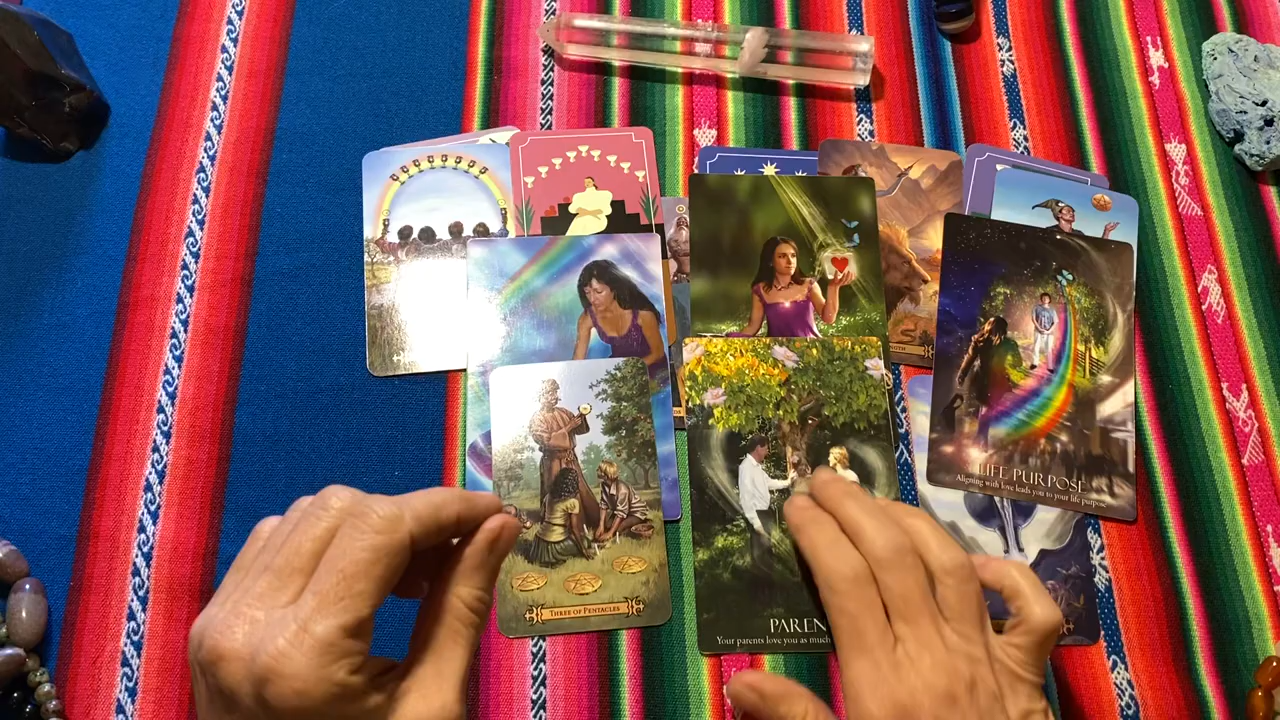 LIFE PURPOSE
Aligning with love leads you to your life purpose
THREE OF PENTACLES
Your parents love you as much